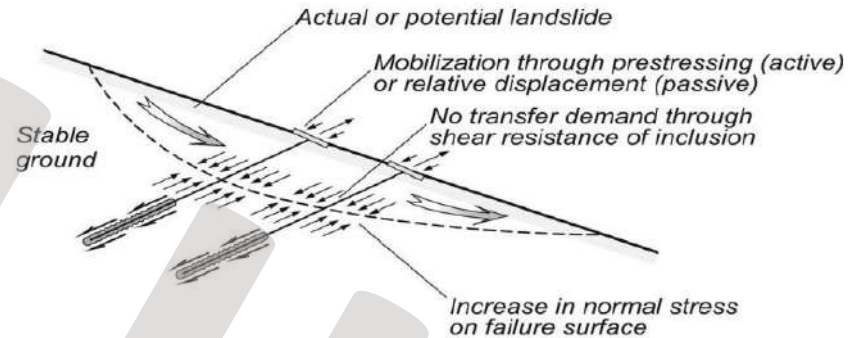 Actual or potential landslide
Mobilization through prestressing (active)
or relative displacement (passive)
No transfer demand through
shear resistance of inclusion
Stable
ground
Increase in normal stress
on failure surface